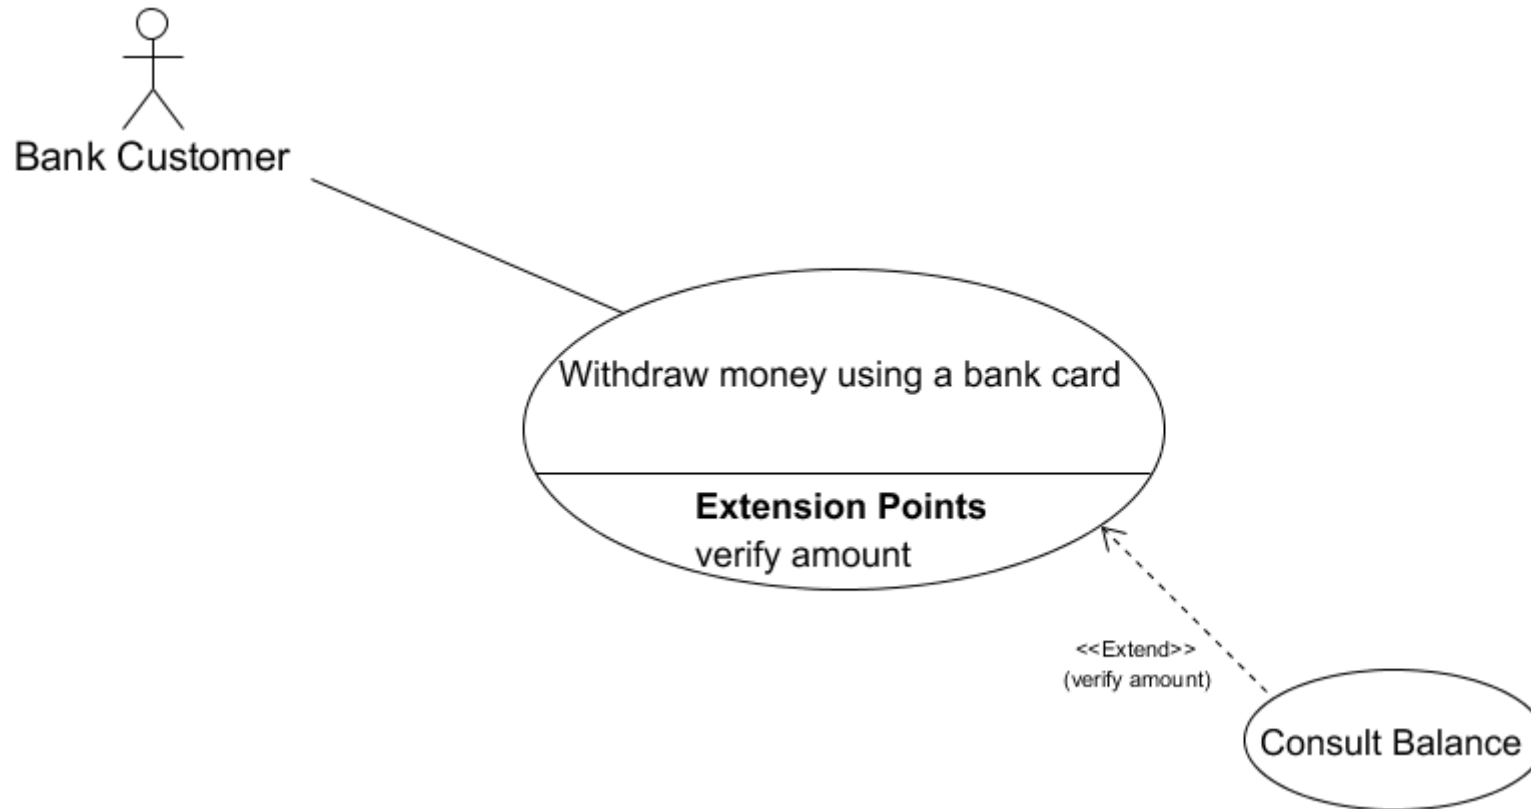 Bank Customer
Withdraw money using a bank card
Extension Points
verify amount
<<Extend>>
(verify amount)
Consult Balance